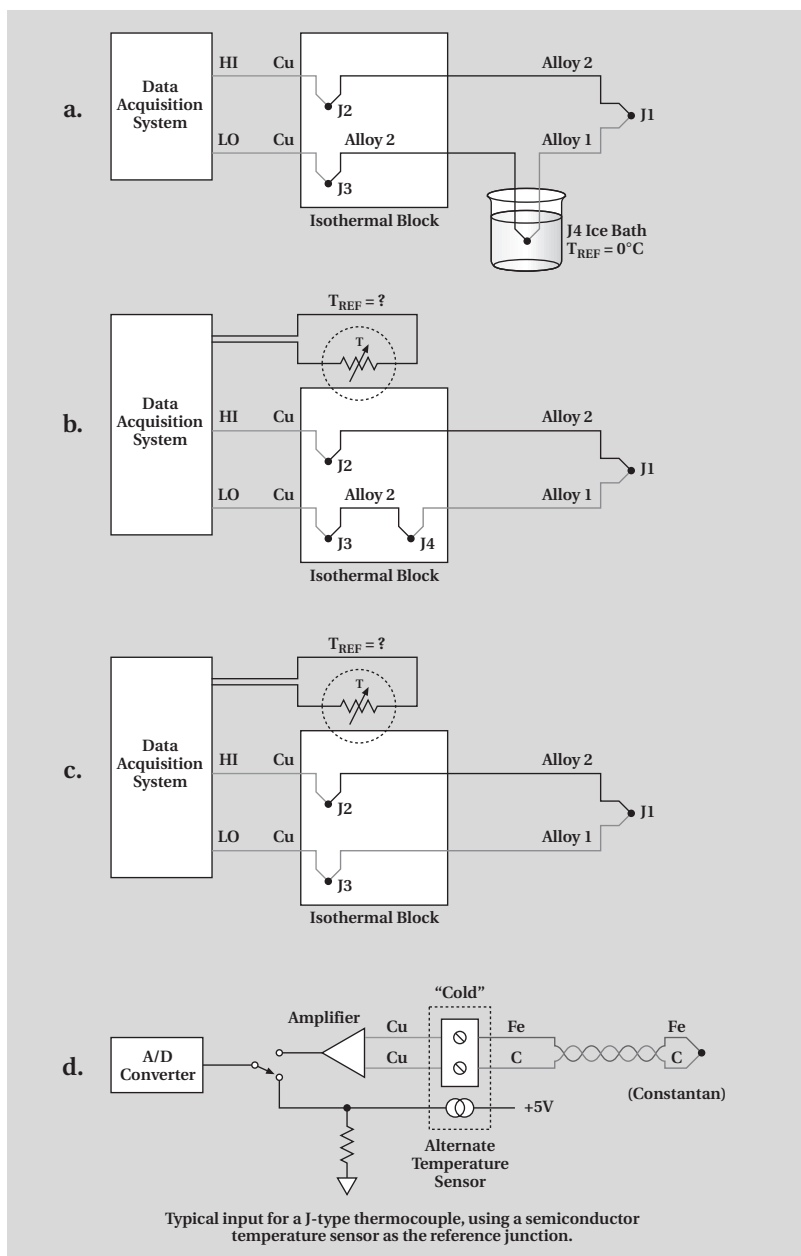 a.
Data
Acquisition
System
HI Cu
LO Cu
J2
Alloy 2
J3
Alloy 2
Alloy 1
J1
Isothermal Block
J4 Ice Bath
T_REF = 0°C
b.
T_REF = ?
T
Data
Acquisition
System
HI Cu
LO Cu
J2
Alloy 2
J3
J4
Alloy 2
Alloy 1
J1
Isothermal Block
c.
T_REF = ?
T
Data
Acquisition
System
HI Cu
LO Cu
J2
J3
Alloy 2
Alloy 1
J1
Isothermal Block
d.
A/D
Converter
Amplifier
Cu
Cu
“Cold”
Fe
C
Fe
C
(Constantan)
+5V
Alternate
Temperature
Sensor
Typical input for a J-type thermocouple, using a semiconductor
temperature sensor as the reference junction.